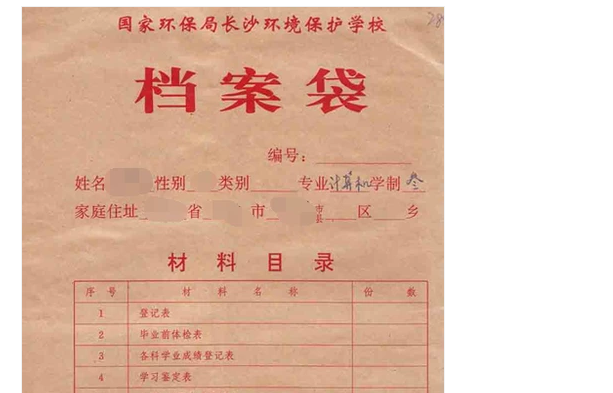 国家环保局长沙环境保护学校
档案袋
编号：
姓名 性别 类别 专业计算机学制叁
家庭住址 省 市 市县 区 乡
材料目录
序号 材料名称 份数
1 登记表
2 毕业前体检表
3 各科学业成绩登记表
4 学习鉴定表